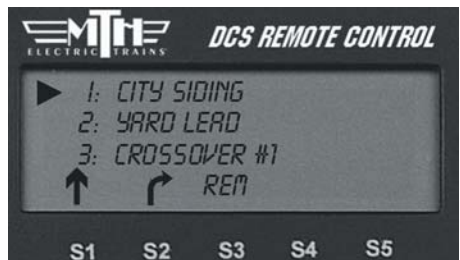 MTH
ELECTRIC TRAINS
DCS REMOTE CONTROL
1: CITY SIDING
2: YARD LEAD
3: CROSSOVER #1
REM
S1 S2 S3 S4 S5